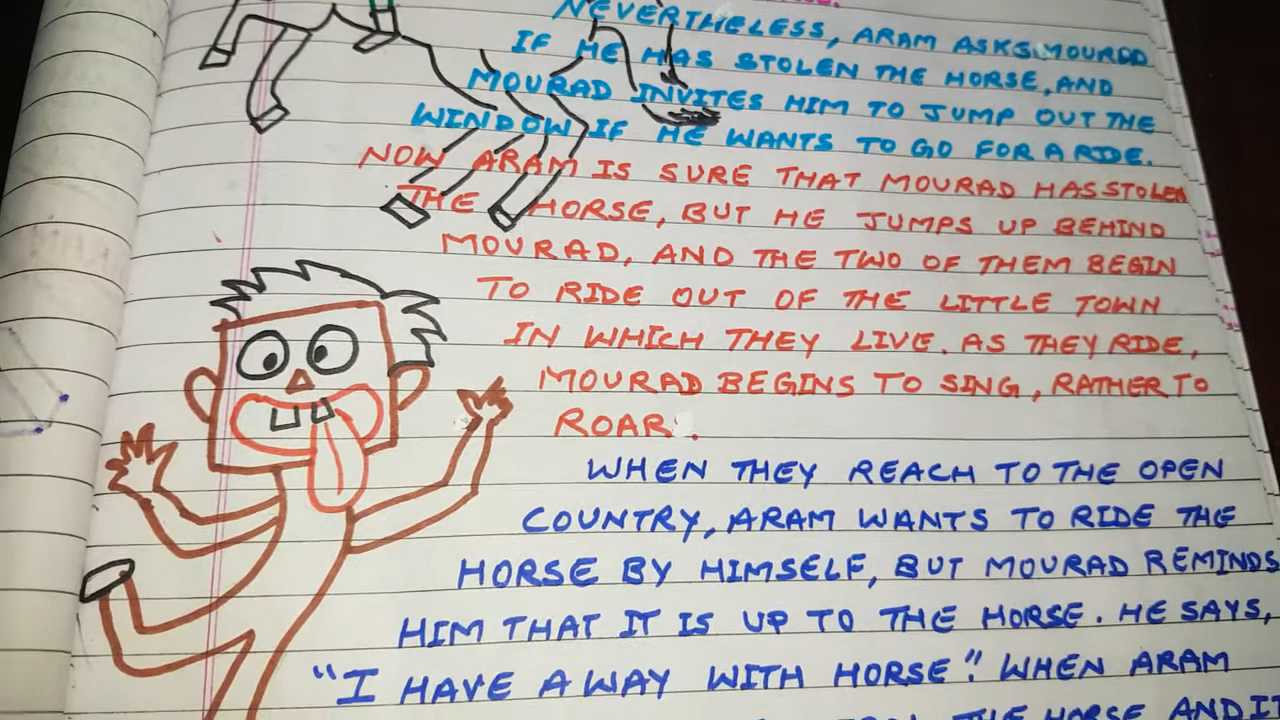 NEVERTHELESS, ARAM ASKS MOURAD
IF HE HAS STOLEN THE HORSE, AND
MOURAD INVITES HIM TO JUMP OUT THE
WINDOW IF HE WANTS TO GO FOR A RIDE.
NOW ARAM IS SURE THAT MOURAD HAS STOLEN
THE HORSE, BUT HE JUMPS UP BEHIND
MOURAD, AND THE TWO OF THEM BEGIN
TO RIDE OUT OF THE LITTLE TOWN
IN WHICH THEY LIVE. AS THEY RIDE,
MOURAD BEGINS TO SING, RATHER TO
ROAR.
WHEN THEY REACH TO THE OPEN
COUNTRY, ARAM WANTS TO RIDE THE
HORSE BY HIMSELF, BUT MOURAD REMINDS
HIM THAT IT IS UP TO THE HORSE. HE SAYS,
"I HAVE A WAY WITH HORSE". WHEN ARAM
THE HORSE AND IT